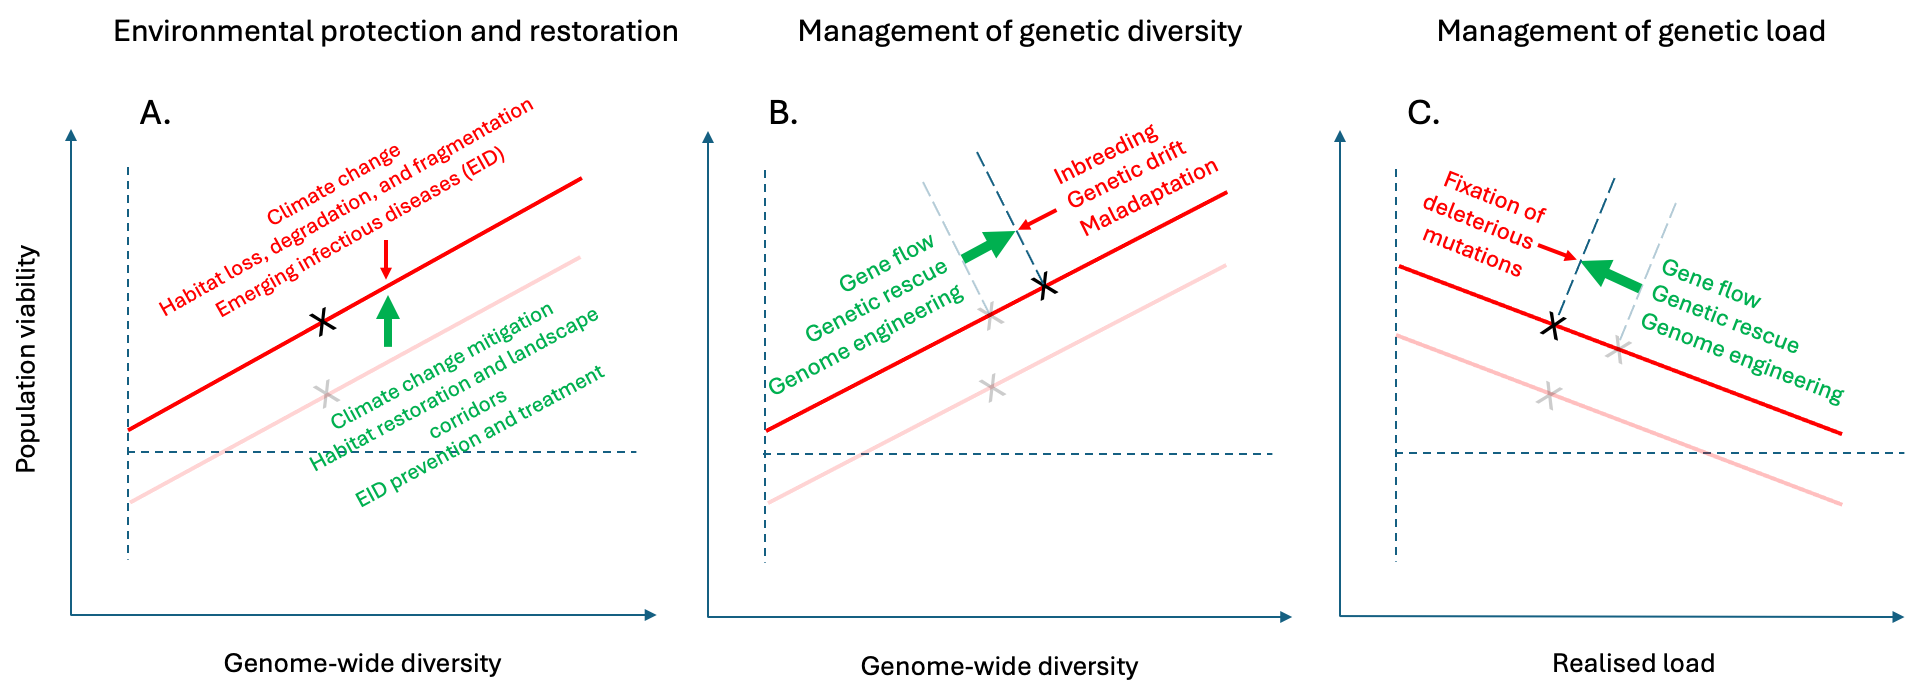 Environmental protection and restoration
Management of genetic diversity
Management of genetic load
A.
Climate change
Habitat loss, degradation, and fragmentation
Emerging infectious diseases (EID)
Climate change mitigation
Habitat restoration and landscape
corridors
EID prevention and treatment
Population viability
Genome-wide diversity
B.
Inbreeding
Genetic drift
Maladaptation
Gene flow
Genetic rescue
Genome engineering
Genome-wide diversity
C.
Fixation of
deleterious
mutations
Gene flow
Genetic rescue
Genome engineering
Realised load